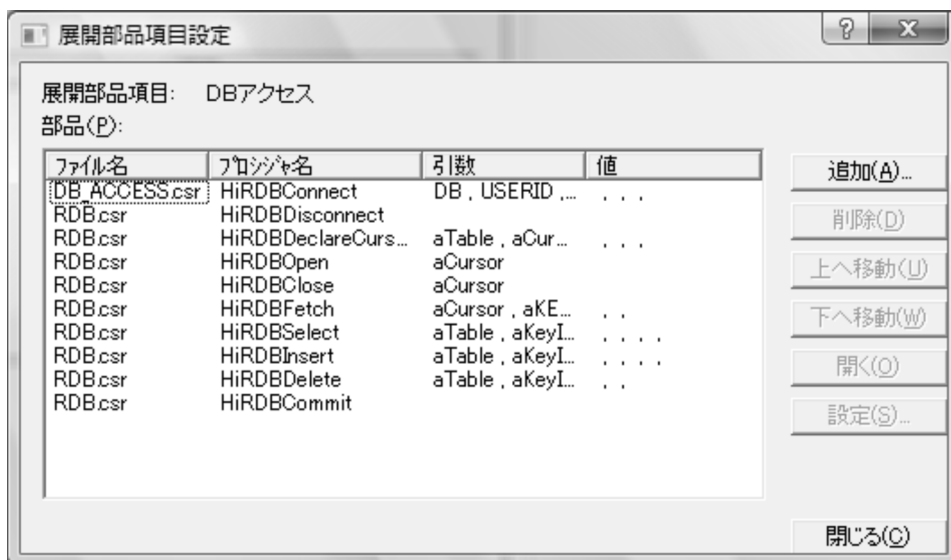 展開部品項目設定
展開部品項目: DBアクセス
部品(P):
ファイル名 プロシジャ名 引数 値
DB_ACCESS.csr HiRDBConnect DB , USERID ,... , , ,
RDB.csr HiRDBDisconnect
RDB.csr HiRDBDeclareCurs... aTable , aCur... , , ,
RDB.csr HiRDBOpen aCursor
RDB.csr HiRDBClose aCursor
RDB.csr HiRDBFetch aCursor , aKE... , ,
RDB.csr HiRDBSelect aTable , aKeyI... , , , ,
RDB.csr HiRDBInsert aTable , aKeyI... , , , ,
RDB.csr HiRDBDelete aTable , aKeyI... , ,
RDB.csr HiRDBCommit
追加(A)...
削除(D)
上へ移動(U)
下へ移動(W)
開く(O)
設定(S)...
閉じる(C)